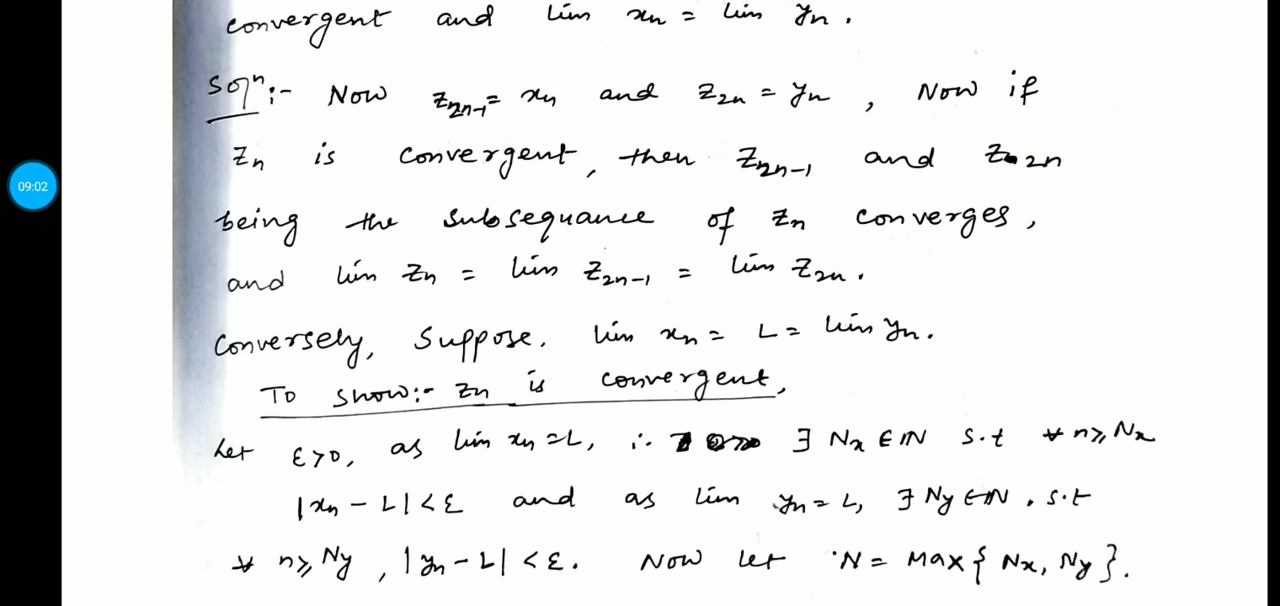 convergent and lim xn = lim yn.
Solⁿ:- Now z2n-1 = xn and z2n = yn, Now if
zn is convergent, then z2n-1 and z2n
being the subsequance of zn converges,
and lim zn = lim z2n-1 = lim z2n.
Conversely, Suppose. lim xn = L = lim yn.
To show:- zn is convergent,
09:02
Let ε>0, as lim xn = L, ∴ ∃ Nx ∈ IN s.t ∀ n≥Nx
|xn - L| < ε and as lim yn = L, ∃ Ny ∈ IN. s.t
∀ n≥Ny, |yn - L| < ε. Now let N = Max{Nx, Ny}.